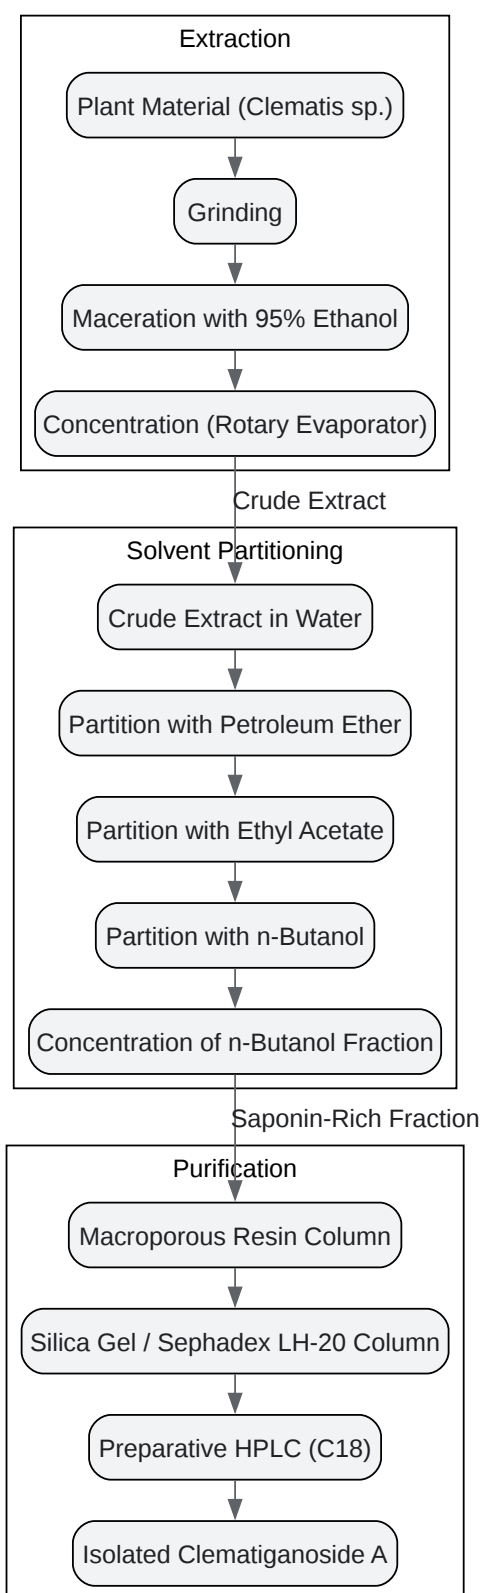 Extraction
Plant Material (Clematis sp.)
Grinding
Maceration with 95% Ethanol
Concentration (Rotary Evaporator)
Crude Extract
Solvent Partitioning
Crude Extract in Water
Partition with Petroleum Ether
Partition with Ethyl Acetate
Partition with n-Butanol
Concentration of n-Butanol Fraction
Saponin-Rich Fraction
Purification
Macroporous Resin Column
Silica Gel / Sephadex LH-20 Column
Preparative HPLC (C18)
Isolated Clematiganoside A